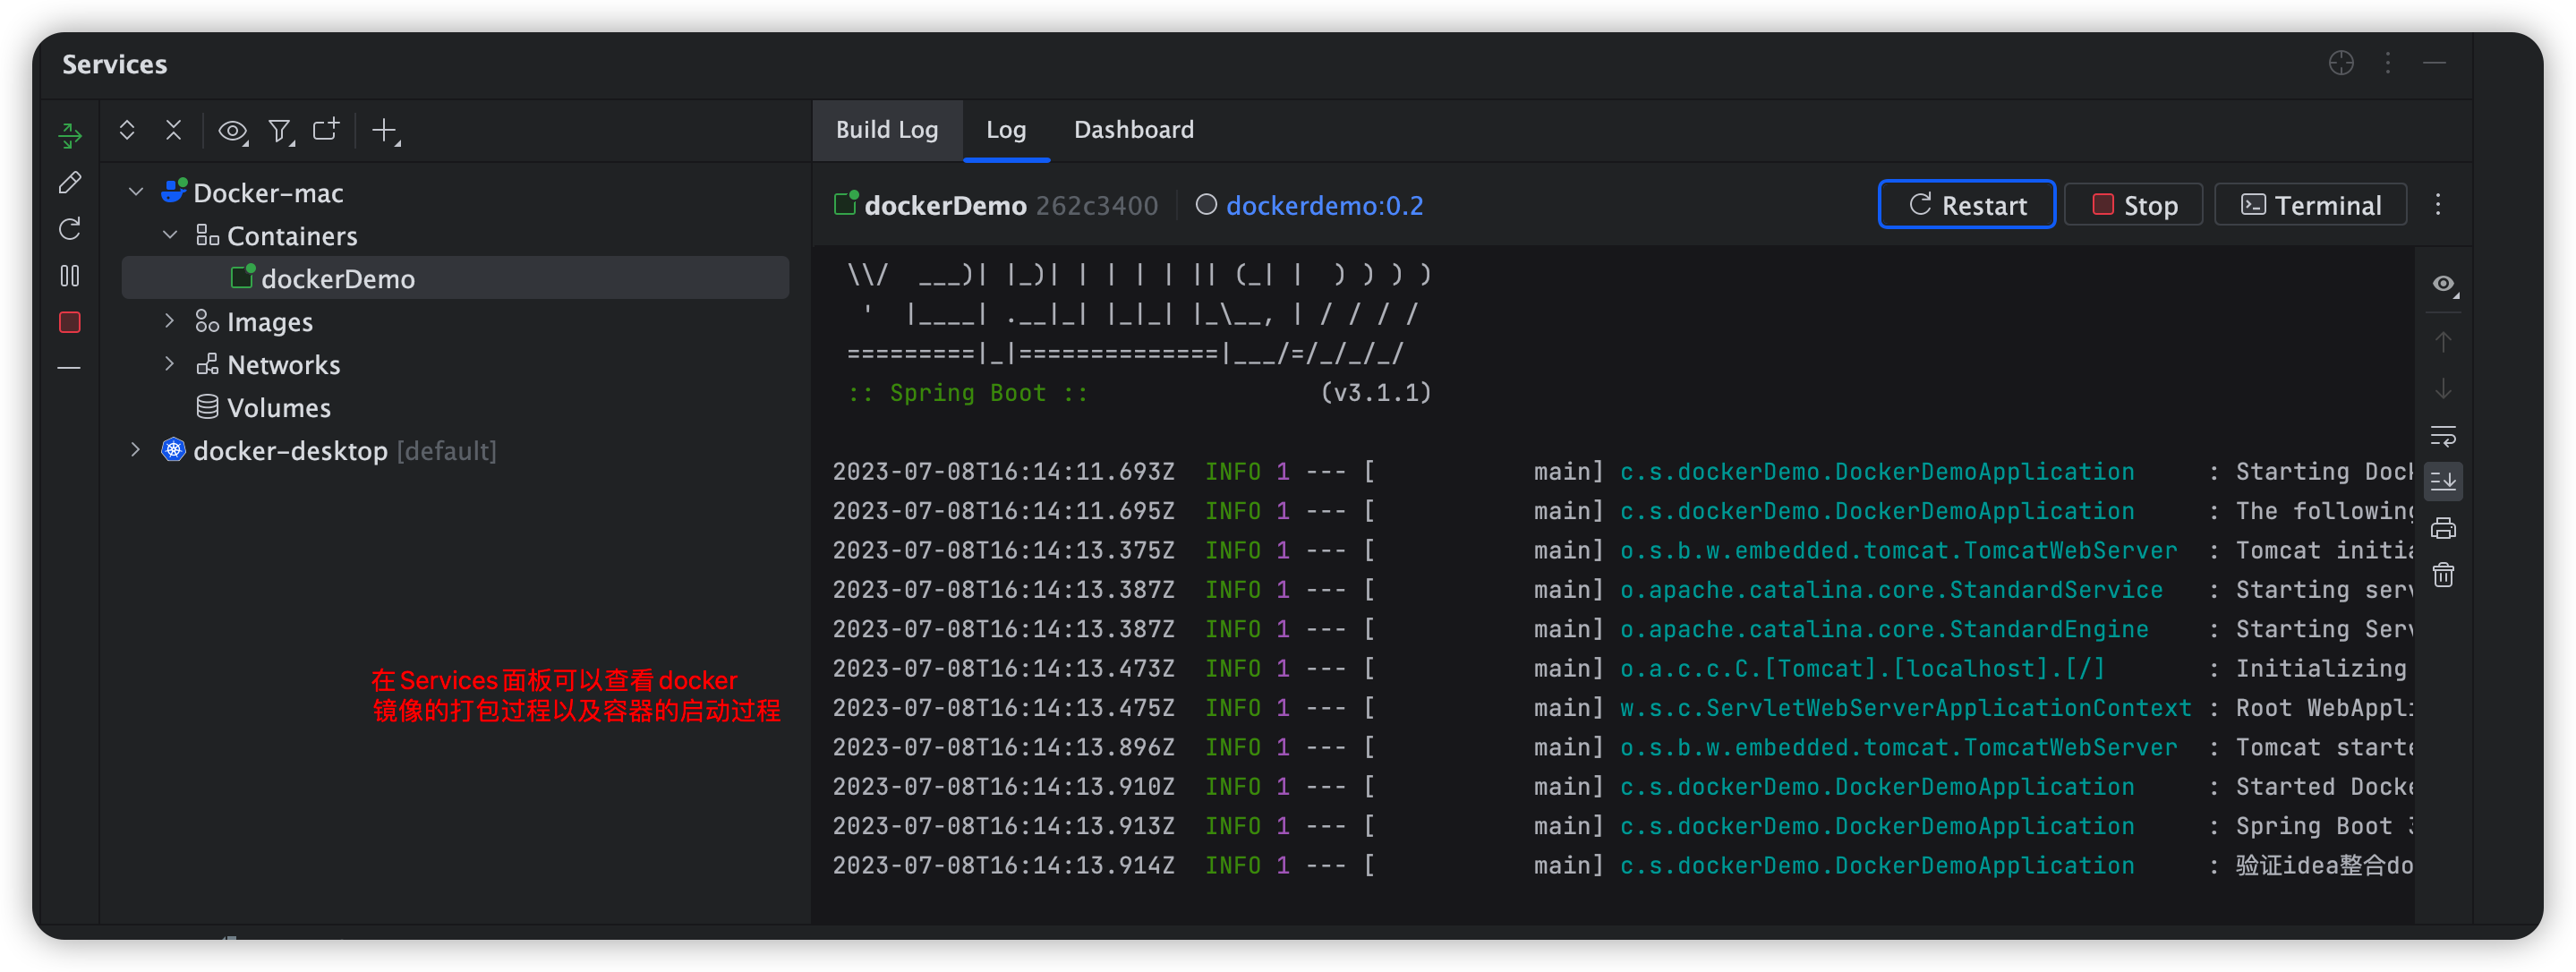 Services
Build Log Log Dashboard
Docker-mac
Containers
dockerDemo
Images
Networks
Volumes
docker-desktop [default]
在Services面板可以查看docker
镜像的打包过程以及容器的启动过程
dockerDemo 262c3400 dockerdemo:0.2 Restart Stop Terminal
 \\/  ___)| |_)| | | | | || (_| |  ) ) ) )
  '  |____| .__|_| |_|_| |_\__, | / / / /
 =========|_|==============|___/=/_/_/_/
 :: Spring Boot ::                (v3.1.1)
2023-07-08T16:14:11.693Z  INFO 1 --- [           main] c.s.dockerDemo.DockerDemoApplication     : Starting Dock
2023-07-08T16:14:11.695Z  INFO 1 --- [           main] c.s.dockerDemo.DockerDemoApplication     : The following
2023-07-08T16:14:13.375Z  INFO 1 --- [           main] o.s.b.w.embedded.tomcat.TomcatWebServer  : Tomcat initia
2023-07-08T16:14:13.387Z  INFO 1 --- [           main] o.apache.catalina.core.StandardService   : Starting serv
2023-07-08T16:14:13.387Z  INFO 1 --- [           main] o.apache.catalina.core.StandardEngine    : Starting Serv
2023-07-08T16:14:13.473Z  INFO 1 --- [           main] o.a.c.c.C.[Tomcat].[localhost].[/]       : Initializing
2023-07-08T16:14:13.475Z  INFO 1 --- [           main] w.s.c.ServletWebServerApplicationContext : Root WebAppli
2023-07-08T16:14:13.896Z  INFO 1 --- [           main] o.s.b.w.embedded.tomcat.TomcatWebServer  : Tomcat starte
2023-07-08T16:14:13.910Z  INFO 1 --- [           main] c.s.dockerDemo.DockerDemoApplication     : Started Docke
2023-07-08T16:14:13.913Z  INFO 1 --- [           main] c.s.dockerDemo.DockerDemoApplication     : Spring Boot 3
2023-07-08T16:14:13.914Z  INFO 1 --- [           main] c.s.dockerDemo.DockerDemoApplication     : 验证idea整合do